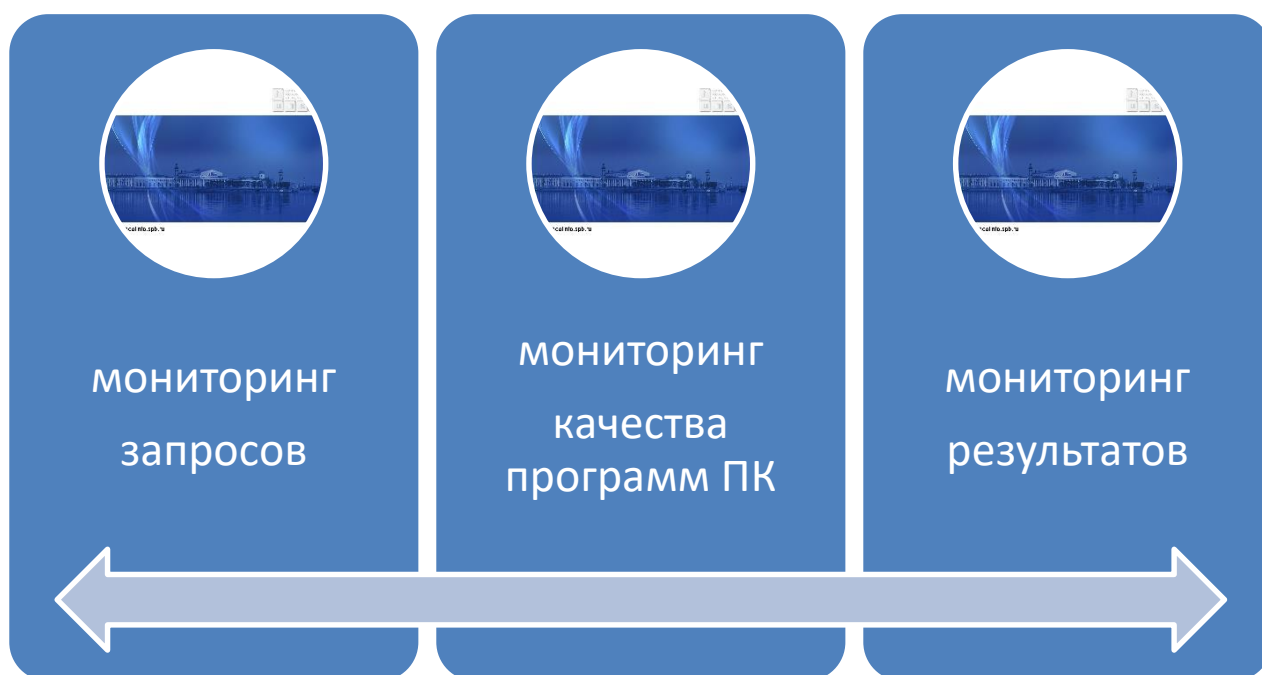 мониторинг
запросов
мониторинг
качества
программ ПК
мониторинг
результатов